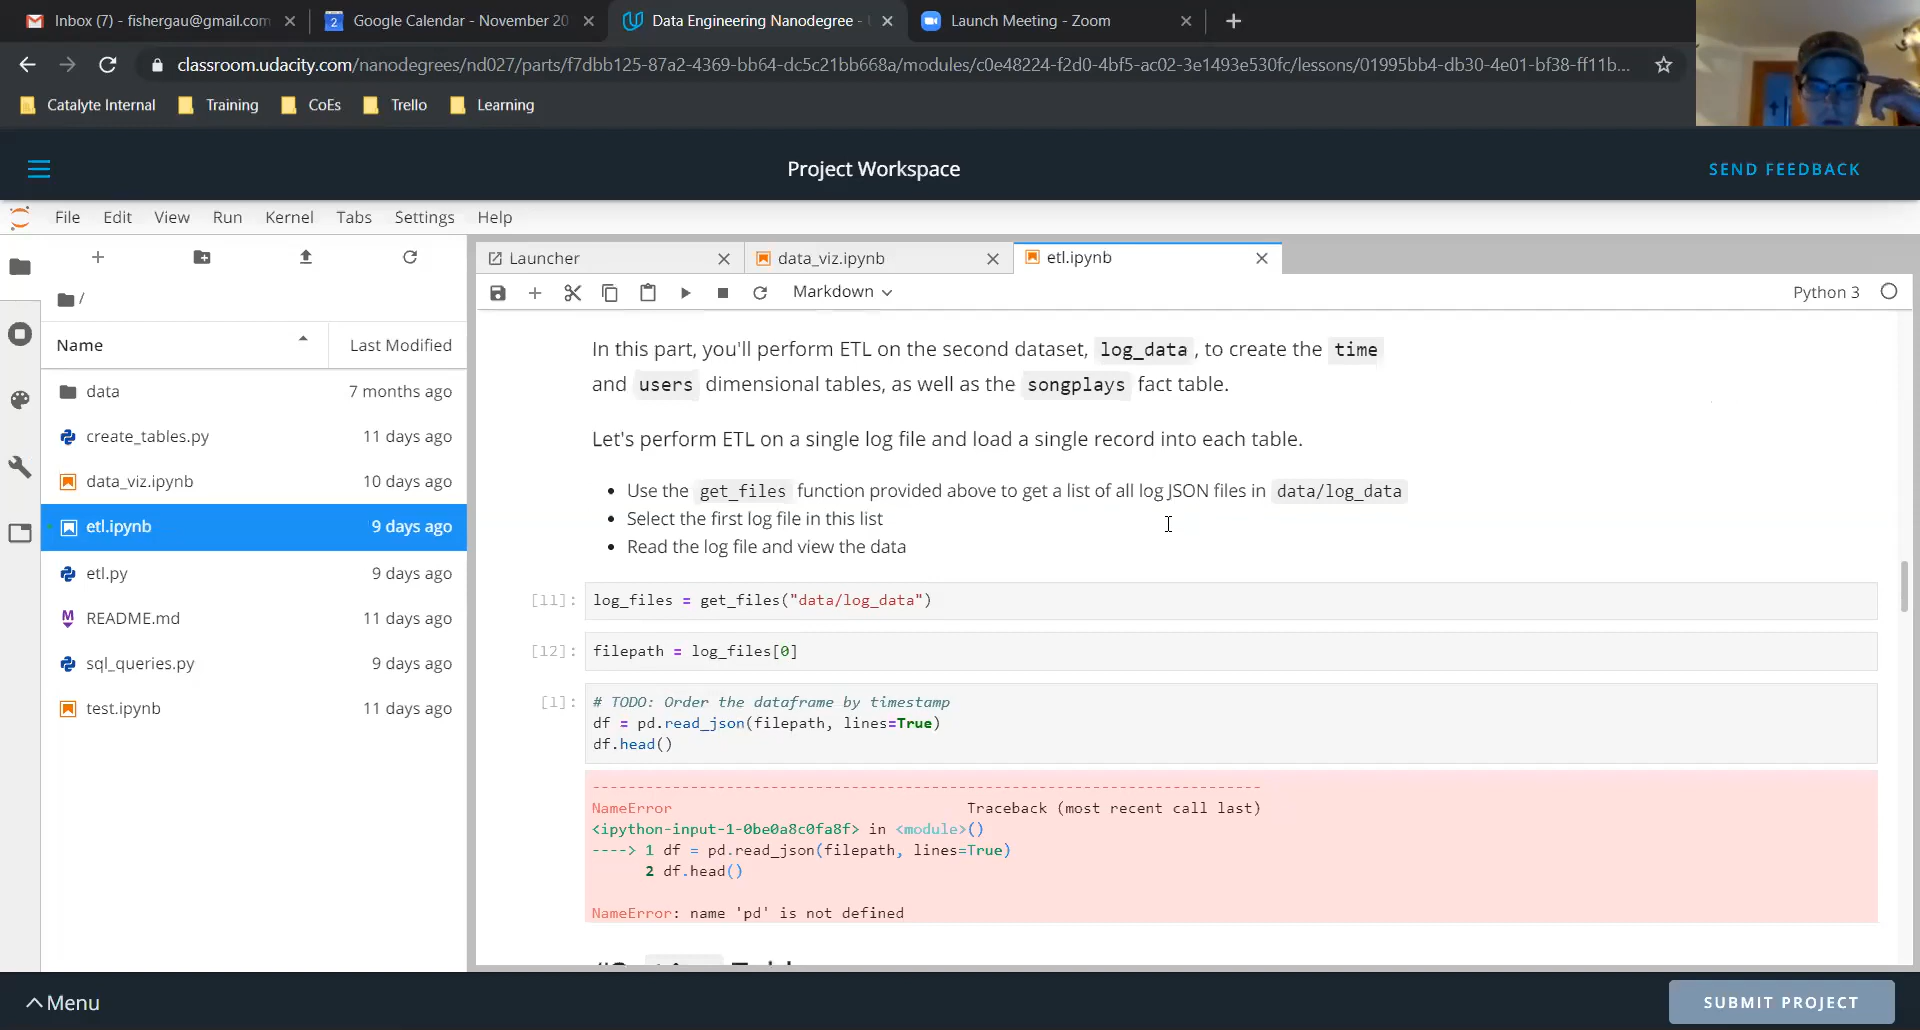 Inbox (7) - fishergau@gmail.com
Google Calendar - November 20
Data Engineering Nanodegree -
Launch Meeting - Zoom
classroom.udacity.com/nanodegrees/nd027/parts/f7dbb125-87a2-4369-bb64-dc5c21bb668a/modules/c0e48224-f2d0-4bf5-ac02-3e1493e530fc/lessons/01995bb4-db30-4e01-bf38-ff11b...
Catalyte Internal
Training
CoEs
Trello
Learning
Project Workspace
SEND FEEDBACK
File Edit View Run Kernel Tabs Settings Help
/
Name Last Modified
data 7 months ago
create_tables.py 11 days ago
data_viz.ipynb 10 days ago
etl.ipynb 9 days ago
etl.py 9 days ago
README.md 11 days ago
sql_queries.py 9 days ago
test.ipynb 11 days ago
Launcher
data_viz.ipynb
etl.ipynb
Markdown
Python 3
In this part, you'll perform ETL on the second dataset, log_data, to create the time
and users dimensional tables, as well as the songplays fact table.
Let's perform ETL on a single log file and load a single record into each table.
• Use the get_files function provided above to get a list of all log JSON files in data/log_data
• Select the first log file in this list
• Read the log file and view the data
[11]: log_files = get_files("data/log_data")
[12]: filepath = log_files[0]
[1]: # TODO: Order the dataframe by timestamp
df = pd.read_json(filepath, lines=True)
df.head()
---------------------------------------------------------------------------
NameError Traceback (most recent call last)
<ipython-input-1-0be0a8c0fa8f> in <module>()
----> 1 df = pd.read_json(filepath, lines=True)
2 df.head()
NameError: name 'pd' is not defined
Menu
SUBMIT PROJECT